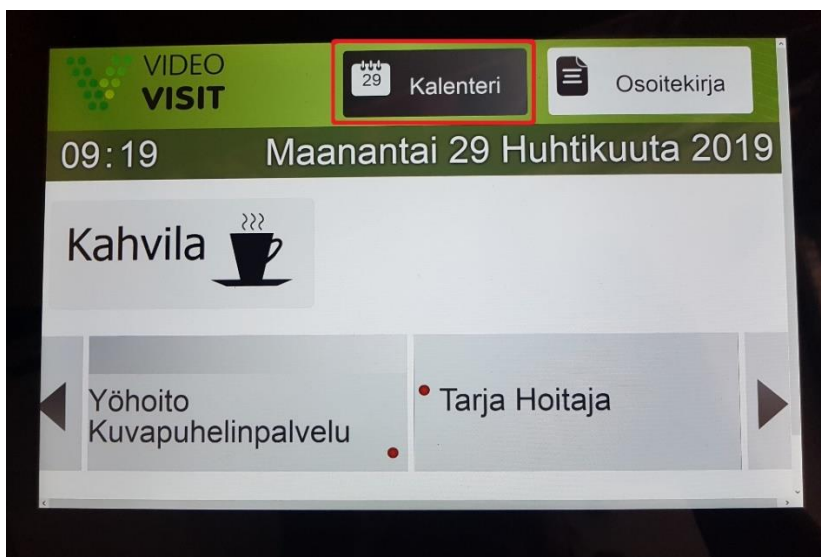 VIDEO
VISIT
29
Kalenteri
Osoitekirja
09:19
Maanantai 29 Huhtikuuta 2019
Kahvila
Yöhoito
Kuvapuhelinpalvelu
Tarja Hoitaja